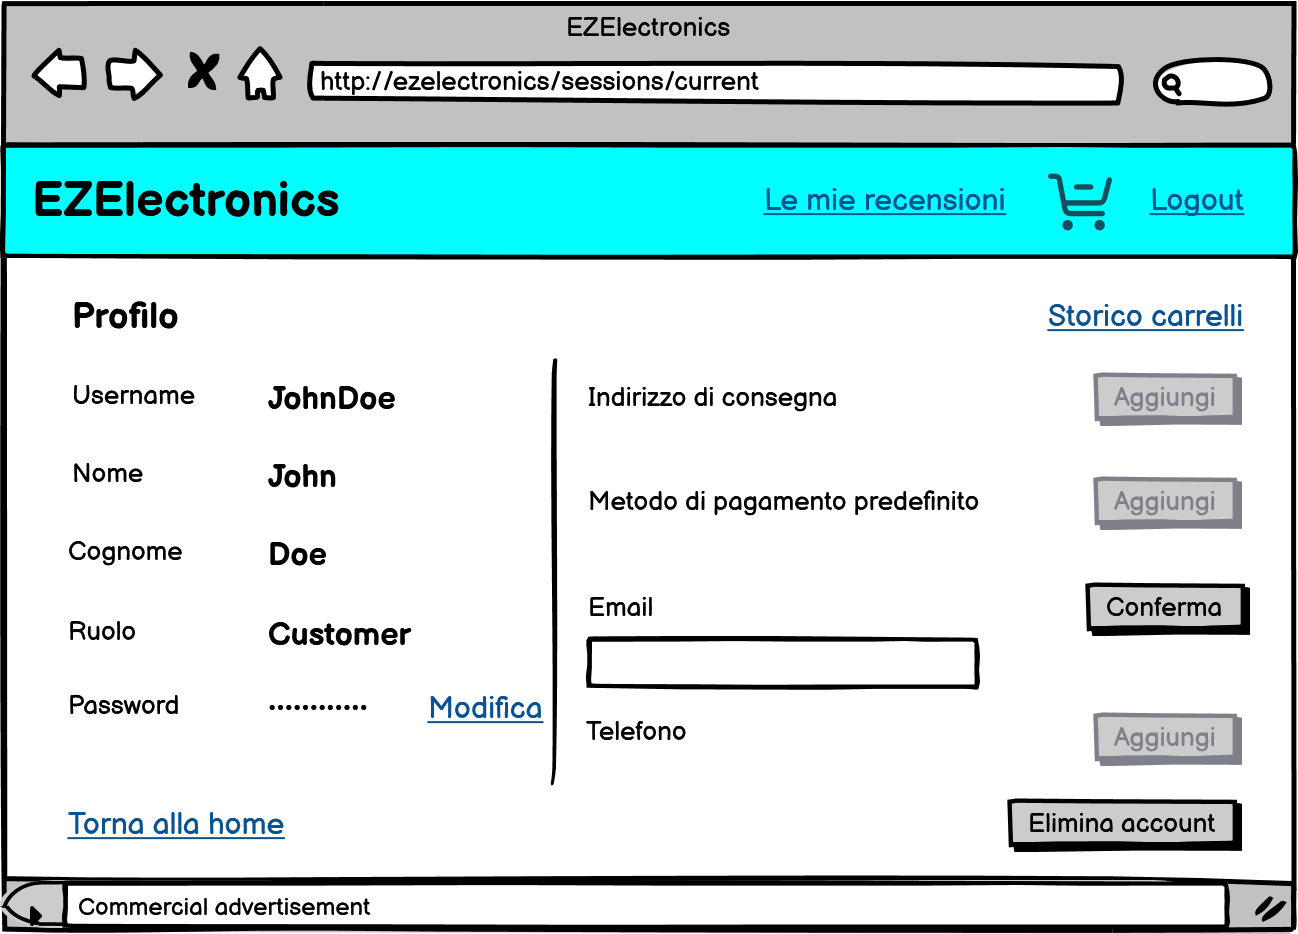 EZElectronics
http://ezelectronics/sessions/current
EZElectronics
Le mie recensioni
Logout
Profilo
Storico carrelli
Username
JohnDoe
Nome
John
Cognome
Doe
Ruolo
Customer
Password
••••••••••••
Modifica
Indirizzo di consegna
Aggiungi
Metodo di pagamento predefinito
Aggiungi
Email
Conferma
Telefono
Aggiungi
Torna alla home
Elimina account
Commercial advertisement